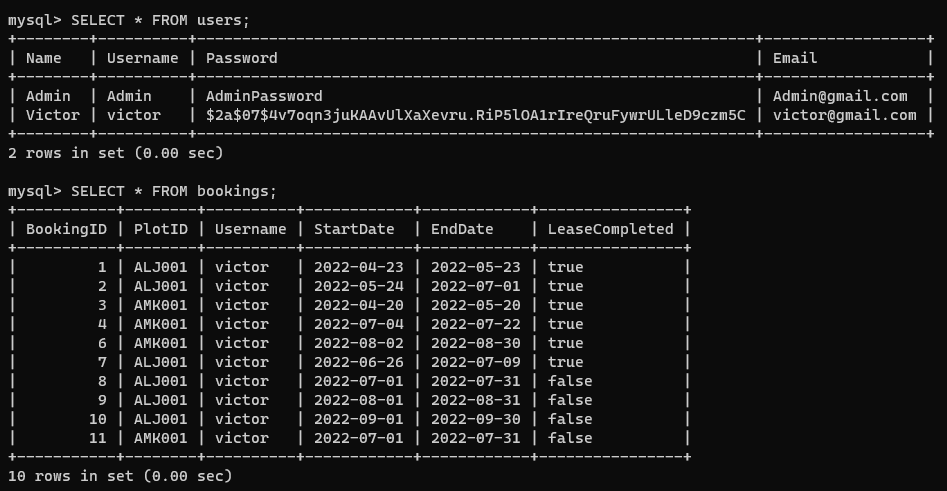 mysql> SELECT * FROM users;
+--------+----------+--------------------------------------------------------------+------------------+
| Name   | Username | Password                                                     | Email            |
+--------+----------+--------------------------------------------------------------+------------------+
| Admin  | Admin    | AdminPassword                                                | Admin@gmail.com  |
| Victor | victor   | $2a$07$4v7oqn3juKAAvUlXaXevru.RiP5lOA1rIreQruFywrULleD9czm5C | victor@gmail.com |
+--------+----------+--------------------------------------------------------------+------------------+
2 rows in set (0.00 sec)

mysql> SELECT * FROM bookings;
+-----------+--------+----------+------------+------------+----------------+
| BookingID | PlotID | Username | StartDate  | EndDate    | LeaseCompleted |
+-----------+--------+----------+------------+------------+----------------+
|         1 | ALJ001 | victor   | 2022-04-23 | 2022-05-23 | true           |
|         2 | ALJ001 | victor   | 2022-05-24 | 2022-07-01 | true           |
|         3 | AMK001 | victor   | 2022-04-20 | 2022-05-20 | true           |
|         4 | AMK001 | victor   | 2022-07-04 | 2022-07-22 | true           |
|         6 | AMK001 | victor   | 2022-08-02 | 2022-08-30 | true           |
|         7 | ALJ001 | victor   | 2022-06-26 | 2022-07-09 | true           |
|         8 | ALJ001 | victor   | 2022-07-01 | 2022-07-31 | false          |
|         9 | ALJ001 | victor   | 2022-08-01 | 2022-08-31 | false          |
|        10 | ALJ001 | victor   | 2022-09-01 | 2022-09-30 | false          |
|        11 | AMK001 | victor   | 2022-07-01 | 2022-07-31 | false          |
+-----------+--------+----------+------------+------------+----------------+
10 rows in set (0.00 sec)